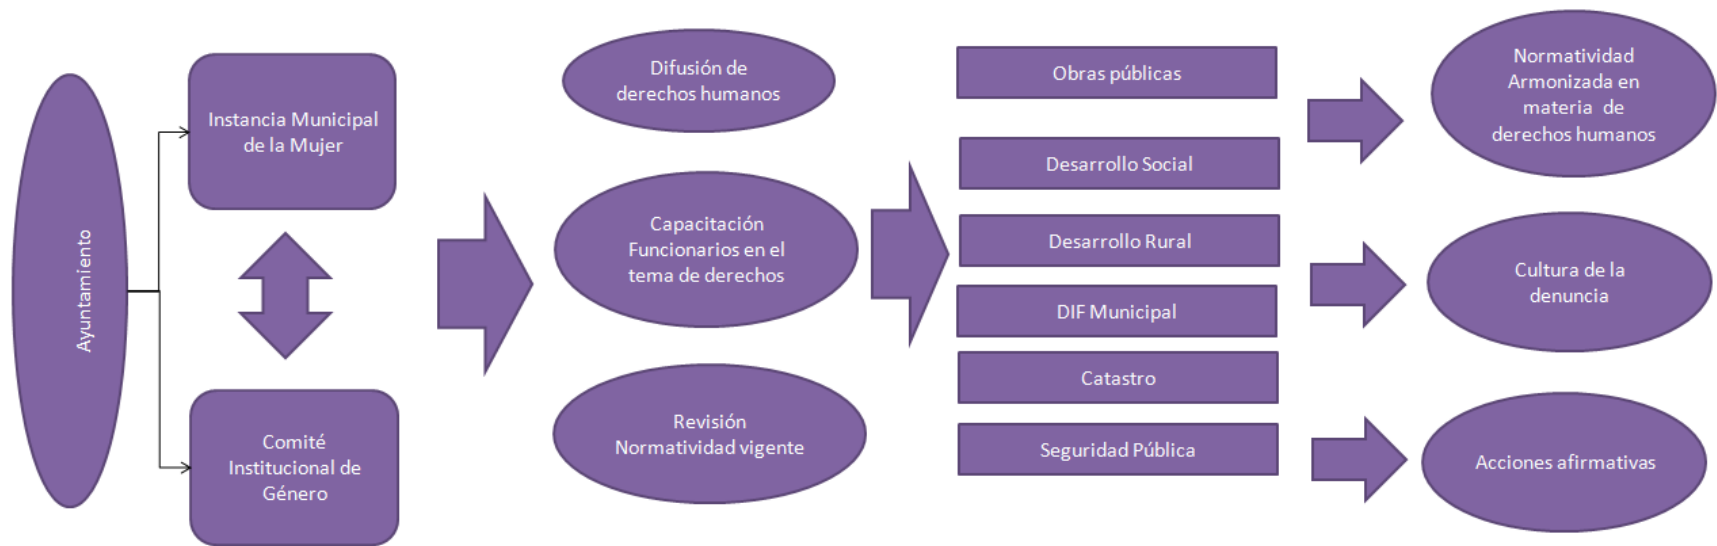 Ayuntamiento
Instancia Municipal
de la Mujer
Comité
Institucional de
Género
Difusión de
derechos humanos
Capacitación
Funcionarios en el
tema de derechos
Revisión
Normatividad vigente
Obras públicas
Desarrollo Social
Desarrollo Rural
DIF Municipal
Catastro
Seguridad Pública
Normatividad
Armonizada en
materia de
derechos humanos
Cultura de la
denuncia
Acciones afirmativas